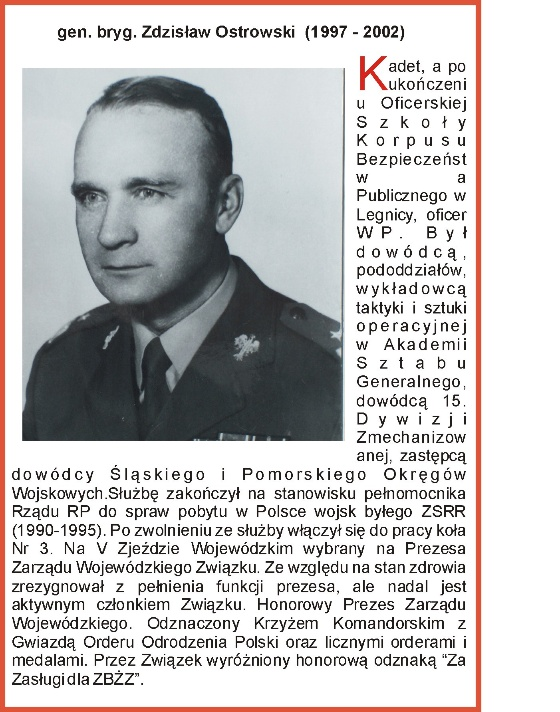 gen. bryg. Zdzisław Ostrowski (1997 - 2002)
Kadet, a po
ukończeni
u Oficerskiej
Szkoły
Korpusu
Bezpieczeńst
w a
Publicznego w
Legnicy, oficer
WP. Był
dowódcą,
pododdziałów,
wykładowcą
taktyki i sztuki
operacyjnej
w Akademii
Sztabu
Generalnego,
dowódcą 15.
Dywizji
Zmechanizow
anej, zastępcą
dowódcy Śląskiego i Pomorskiego Okręgów
Wojskowych.Służbę zakończył na stanowisku pełnomocnika
Rządu RP do spraw pobytu w Polsce wojsk byłego ZSRR
(1990-1995). Po zwolnieniu ze służby włączył się do pracy koła
Nr 3. Na V Zjeździe Wojewódzkim wybrany na Prezesa
Zarządu Wojewódzkiego Związku. Ze względu na stan zdrowia
zrezygnował z pełnienia funkcji prezesa, ale nadal jest
aktywnym członkiem Związku. Honorowy Prezes Zarządu
Wojewódzkiego. Odznaczony Krzyżem Komandorskim z
Gwiazdą Orderu Odrodzenia Polski oraz licznymi orderami i
medalami. Przez Związek wyróżniony honorową odznaką “Za
Zasługi dla ZBŻZ”.